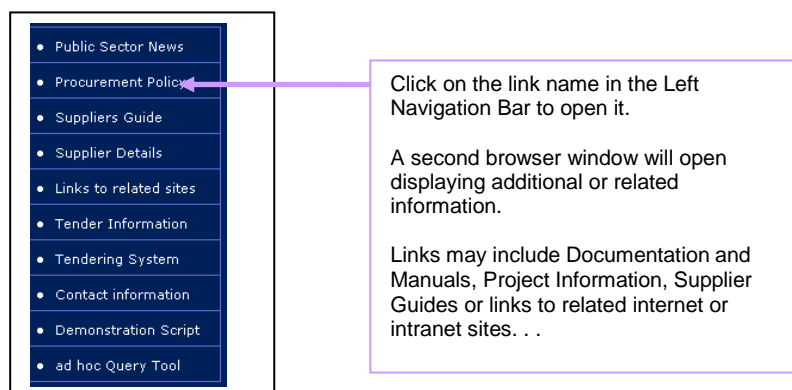 Public Sector News
Procurement Policy
Suppliers Guide
Supplier Details
Links to related sites
Tender Information
Tendering System
Contact information
Demonstration Script
ad hoc Query Tool
Click on the link name in the Left
Navigation Bar to open it.
A second browser window will open
displaying additional or related
information.
Links may include Documentation and
Manuals, Project Information, Supplier
Guides or links to related internet or
intranet sites. . .